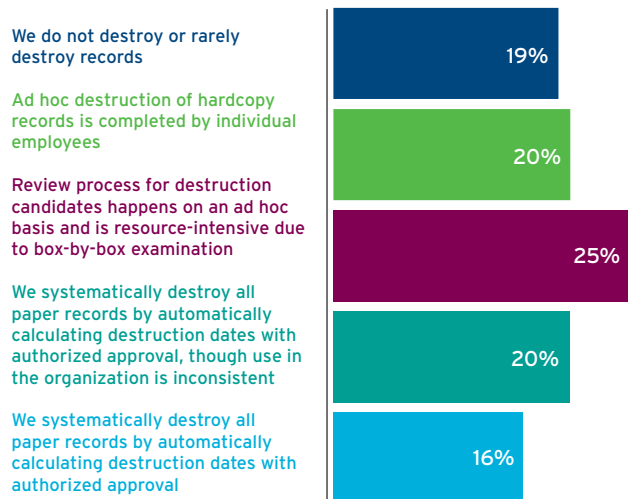 We do not destroy or rarely
destroy records
19%
Ad hoc destruction of hardcopy
records is completed by individual
employees
20%
Review process for destruction
candidates happens on an ad hoc
basis and is resource-intensive due
to box-by-box examination
25%
We systematically destroy all
paper records by automatically
calculating destruction dates with
authorized approval, though use in
the organization is inconsistent
20%
We systematically destroy all
paper records by automatically
calculating destruction dates with
authorized approval
16%